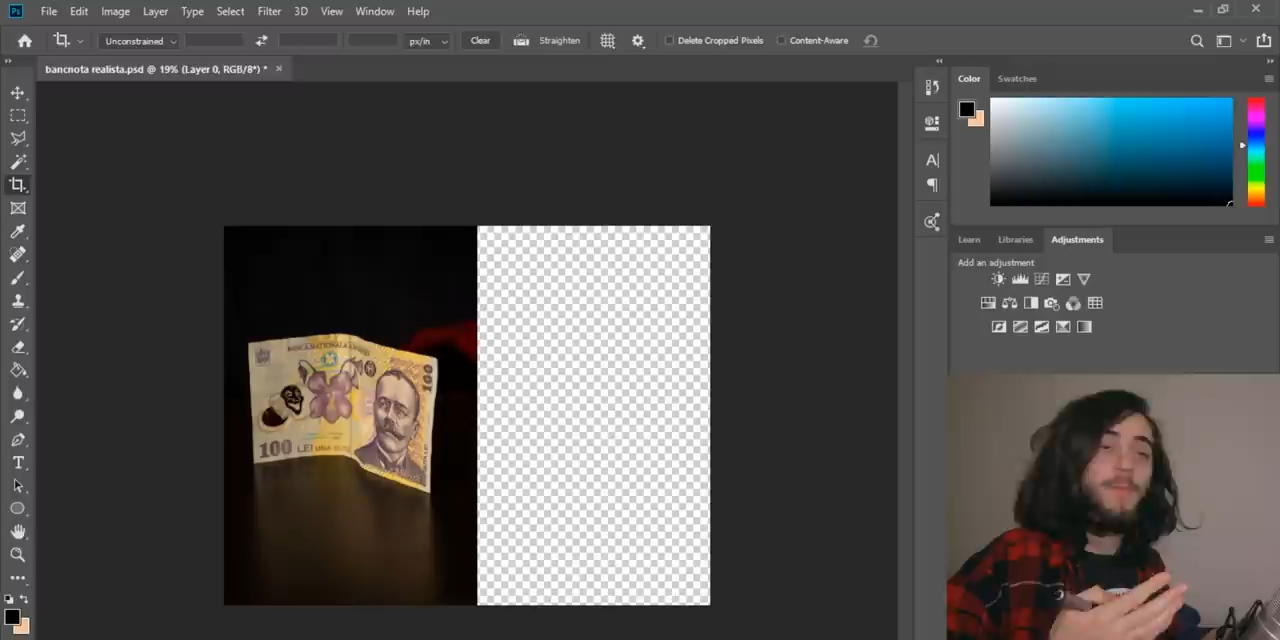 Ps File Edit Image Layer Type Select Filter 3D View Window Help
Unconstrained px/in Clear Straighten Delete Cropped Pixels Content-Aware
bancnota realista.psd @ 19% (Layer 0, RGB/8*) *
Color Swatches
Learn Libraries Adjustments
Add an adjustment
100
100 LEI